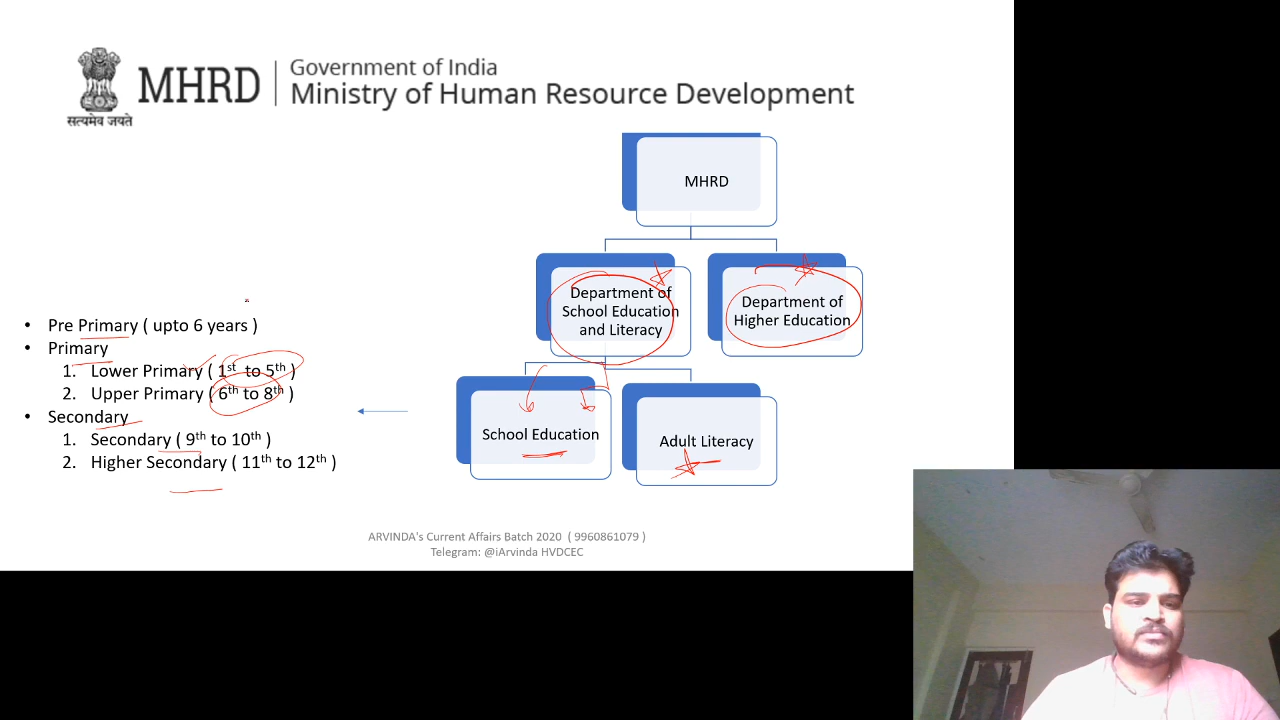 MHRD
Government of India
Ministry of Human Resource Development
सत्यमेव जयते
MHRD
Department of
School Education
and Literacy
Department of
Higher Education
School Education
Adult Literacy
• Pre Primary ( upto 6 years )
• Primary
1. Lower Primary ( 1st to 5th )
2. Upper Primary ( 6th to 8th )
• Secondary
1. Secondary ( 9th to 10th )
2. Higher Secondary ( 11th to 12th )
ARVINDA's Current Affairs Batch 2020 ( 9960861079 )
Telegram: @iArvinda HVDCEC